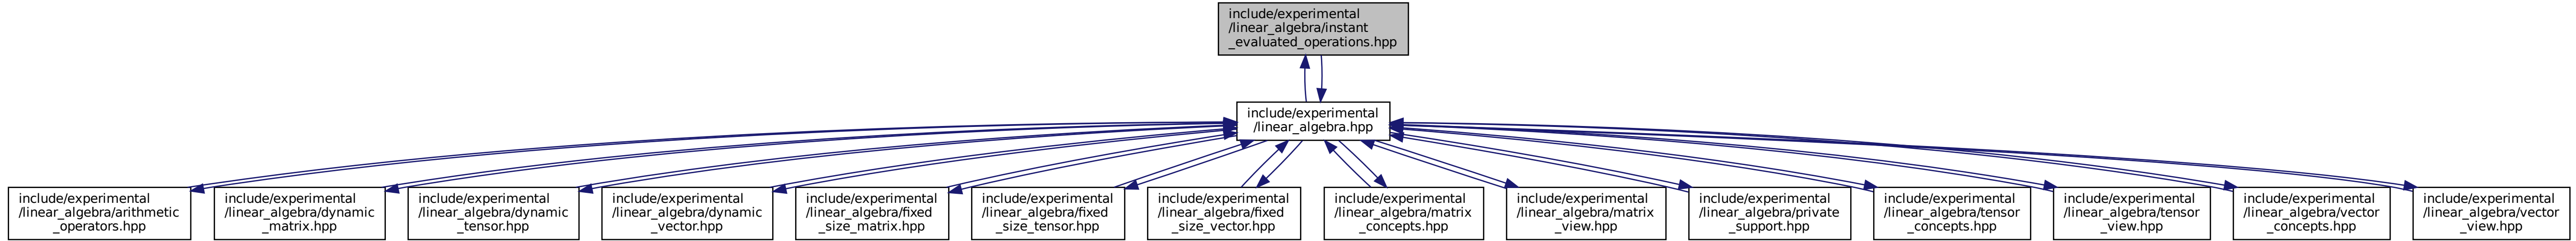 include/experimental
/linear_algebra/instant
_evaluated_operations.hpp
include/experimental
/linear_algebra.hpp
include/experimental
/linear_algebra/arithmetic
_operators.hpp
include/experimental
/linear_algebra/dynamic
_matrix.hpp
include/experimental
/linear_algebra/dynamic
_tensor.hpp
include/experimental
/linear_algebra/dynamic
_vector.hpp
include/experimental
/linear_algebra/fixed
_size_matrix.hpp
include/experimental
/linear_algebra/fixed
_size_tensor.hpp
include/experimental
/linear_algebra/fixed
_size_vector.hpp
include/experimental
/linear_algebra/matrix
_concepts.hpp
include/experimental
/linear_algebra/matrix
_view.hpp
include/experimental
/linear_algebra/private
_support.hpp
include/experimental
/linear_algebra/tensor
_concepts.hpp
include/experimental
/linear_algebra/tensor
_view.hpp
include/experimental
/linear_algebra/vector
_concepts.hpp
include/experimental
/linear_algebra/vector
_view.hpp